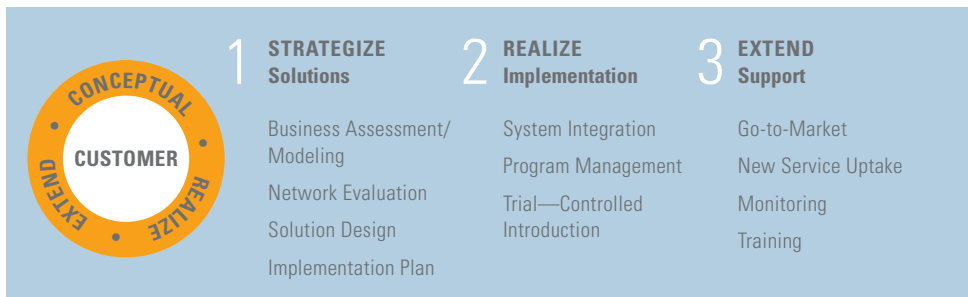 CONCEPTUAL
REALIZE
EXTEND
CUSTOMER
1
STRATEGIZE
Solutions
Business Assessment/
Modeling
Network Evaluation
Solution Design
Implementation Plan
2
REALIZE
Implementation
System Integration
Program Management
Trial—Controlled
Introduction
3
EXTEND
Support
Go-to-Market
New Service Uptake
Monitoring
Training